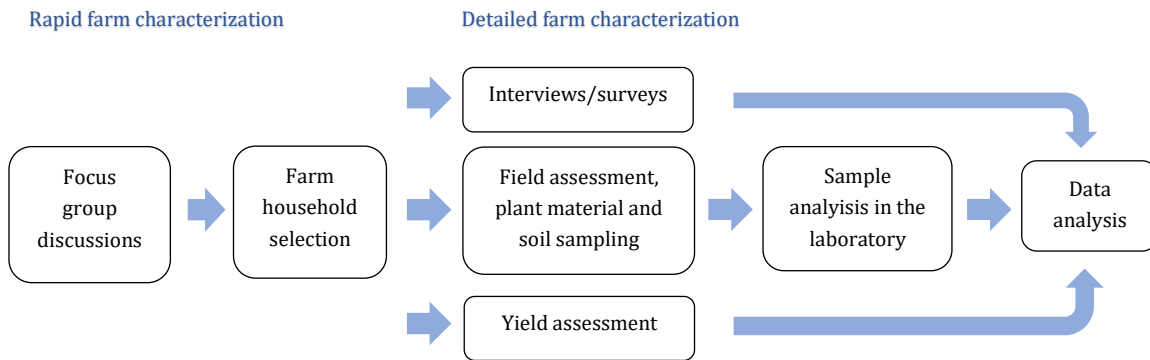 Rapid farm characterization
Detailed farm characterization
Interviews/surveys
Focus
group
discussions
Farm
household
selection
Field assessment,
plant material and
soil sampling
Sample
analyisis in the
laboratory
Data
analysis
Yield assessment